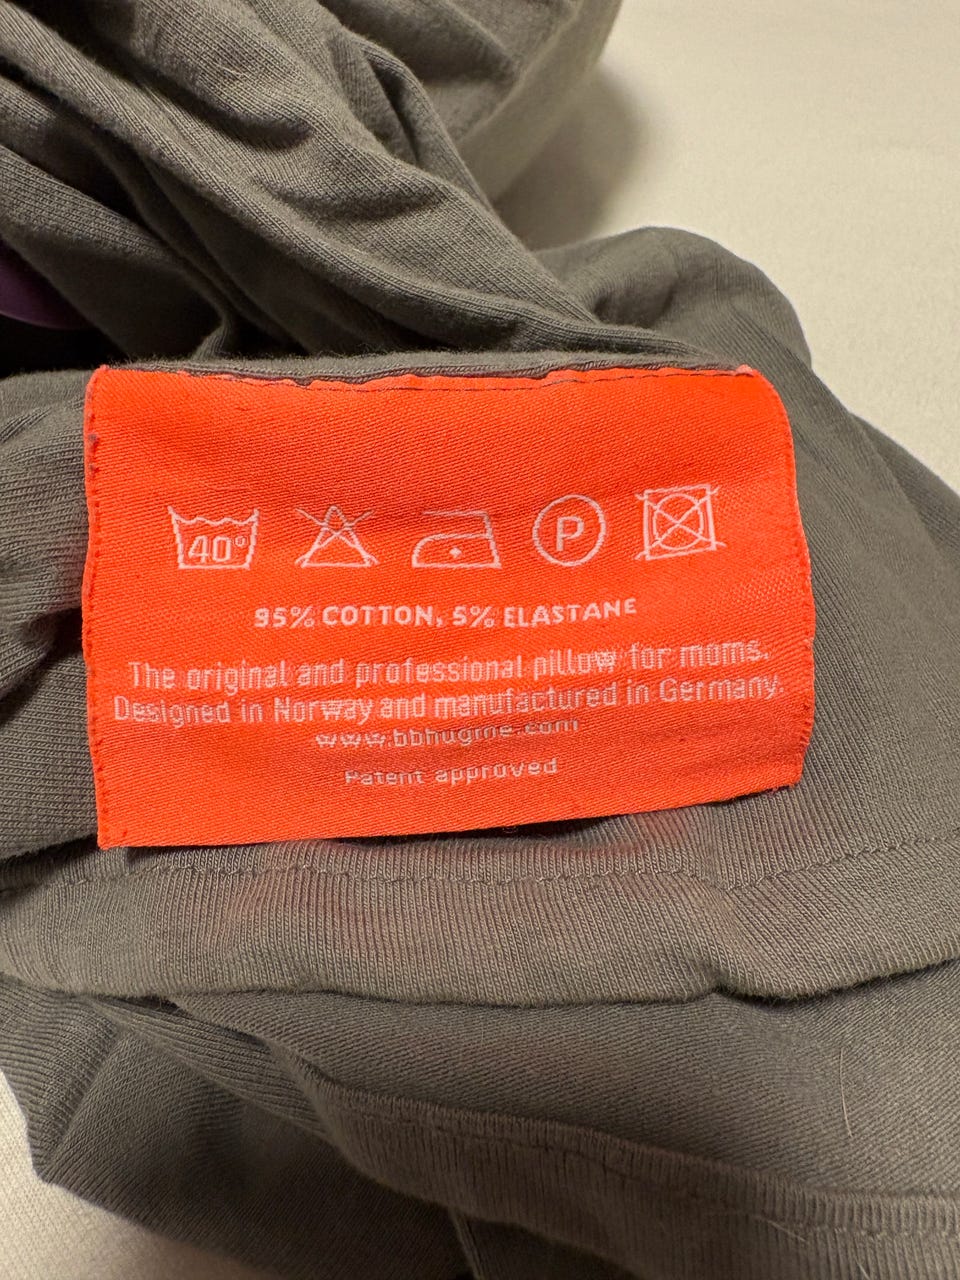 40°
P
95% COTTON, 5% ELASTANE
The original and professional pillow for moms.
Designed in Norway and manufactured in Germany.
www.bbhugme.com
Patent approved